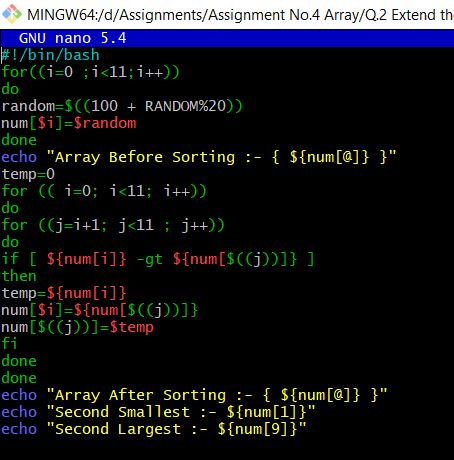 MINGW64:/d/Assignments/Assignment No.4 Array/Q.2 Extend th
GNU nano 5.4
#!/bin/bash
for((i=0 ;i<11;i++))
do
random=$((100 + RANDOM%20))
num[$i]=$random
done
echo "Array Before Sorting :- { ${num[@]} }"
temp=0
for (( i=0; i<11; i++))
do
for ((j=i+1; j<11 ; j++))
do
if [ ${num[i]} -gt ${num[$((j))]} ]
then
temp=${num[i]}
num[$i]=${num[$((j))]}
num[$((j))]=$temp
fi
done
done
echo "Array After Sorting :- { ${num[@]} }"
echo "Second Smallest :- ${num[1]}"
echo "Second Largest :- ${num[9]}"